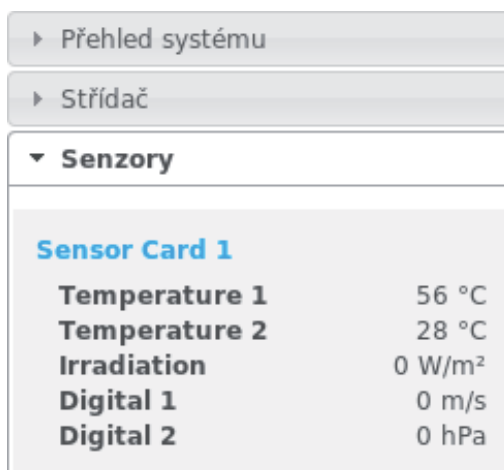 Přehled systému
Střídač
Senzory
Sensor Card 1
Temperature 1 56 °C
Temperature 2 28 °C
Irradiation 0 W/m²
Digital 1 0 m/s
Digital 2 0 hPa